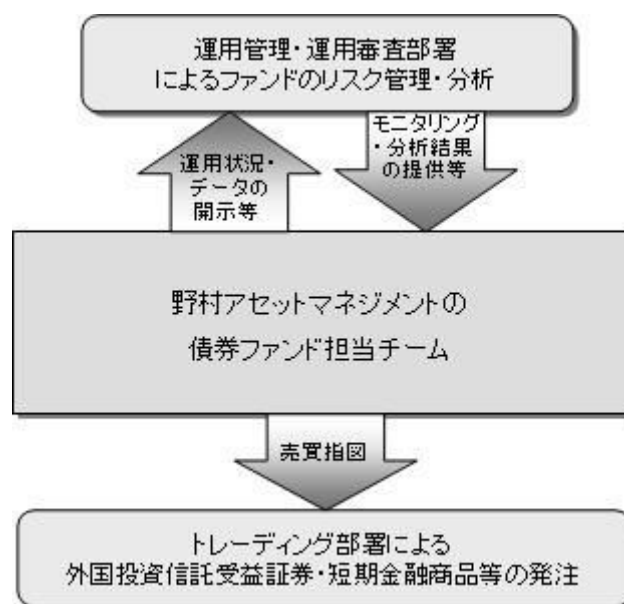 運用管理・運用審査部署
によるファンドのリスク管理・分析
運用状況・
データの
開示等
モニタリング
・分析結果
の提供等
野村アセットマネジメントの
債券ファンド担当チーム
売買指図
トレーディング部署による
外国投資信託受益証券・短期金融商品等の発注